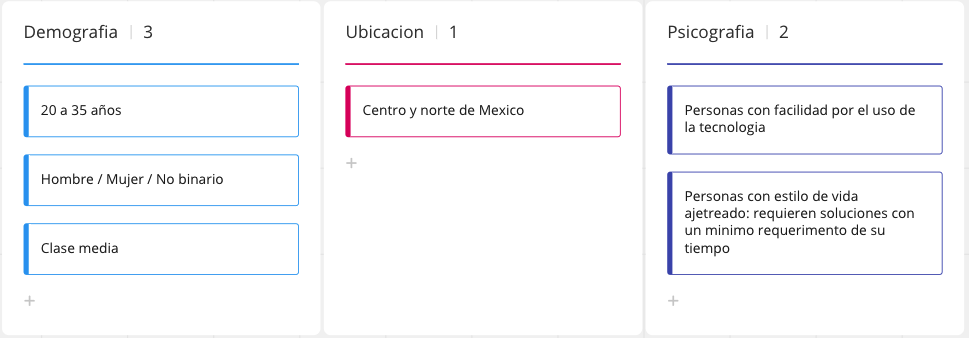 Demografia | 3
20 a 35 años
Hombre / Mujer / No binario
Clase media
+
Ubicacion | 1
Centro y norte de Mexico
+
Psicografia | 2
Personas con facilidad por el uso de
la tecnologia
Personas con estilo de vida
ajetreado: requieren soluciones con
un minimo requerimento de su
tiempo
+